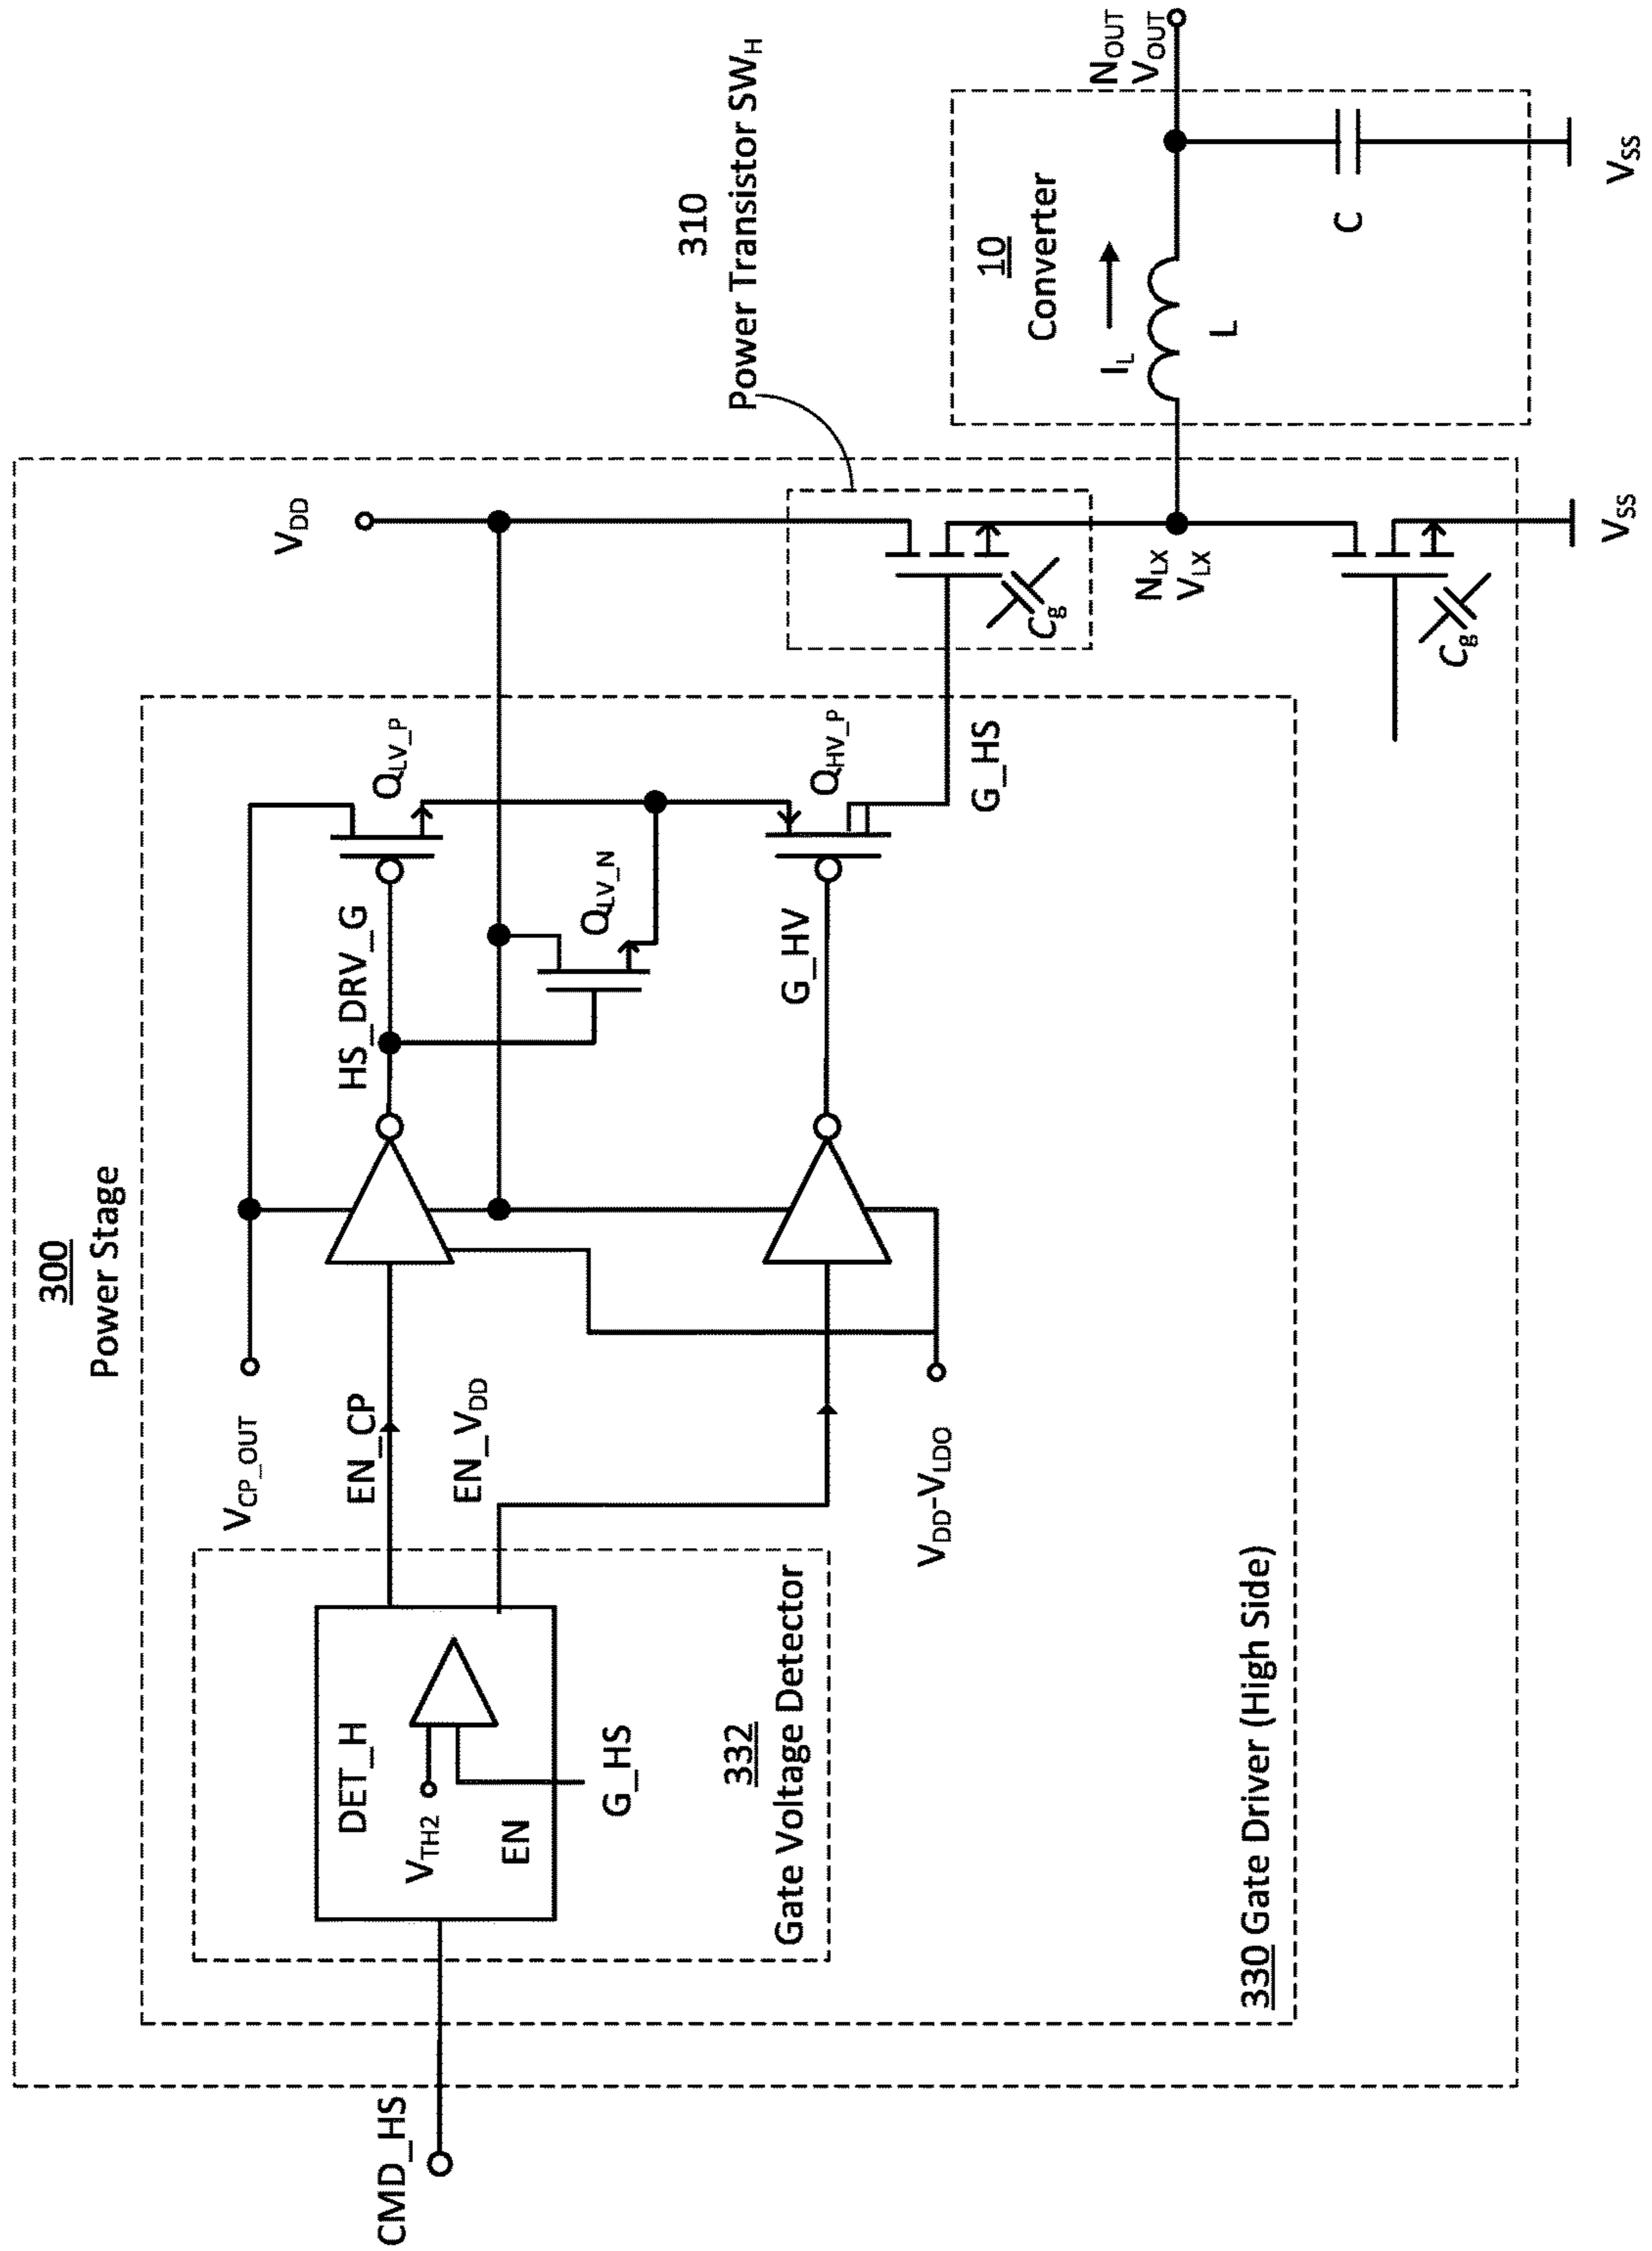 300
Power Stage
CMD_HS
DET_H
V_TH2
EN
G_HS
332
Gate Voltage Detector
EN_CP
EN_V_DD
V_CP_OUT
V_DD-V_LDO
HS_DRV_G
G_HV
Q_LV_P
Q_LV_N
Q_HV_P
G_HS
330 Gate Driver (High Side)
V_DD
310
Power Transistor SW_H
C_g
N_LX
V_LX
C_g
V_SS
10
Converter
I_L
L
C
N_OUT
V_OUT
V_SS